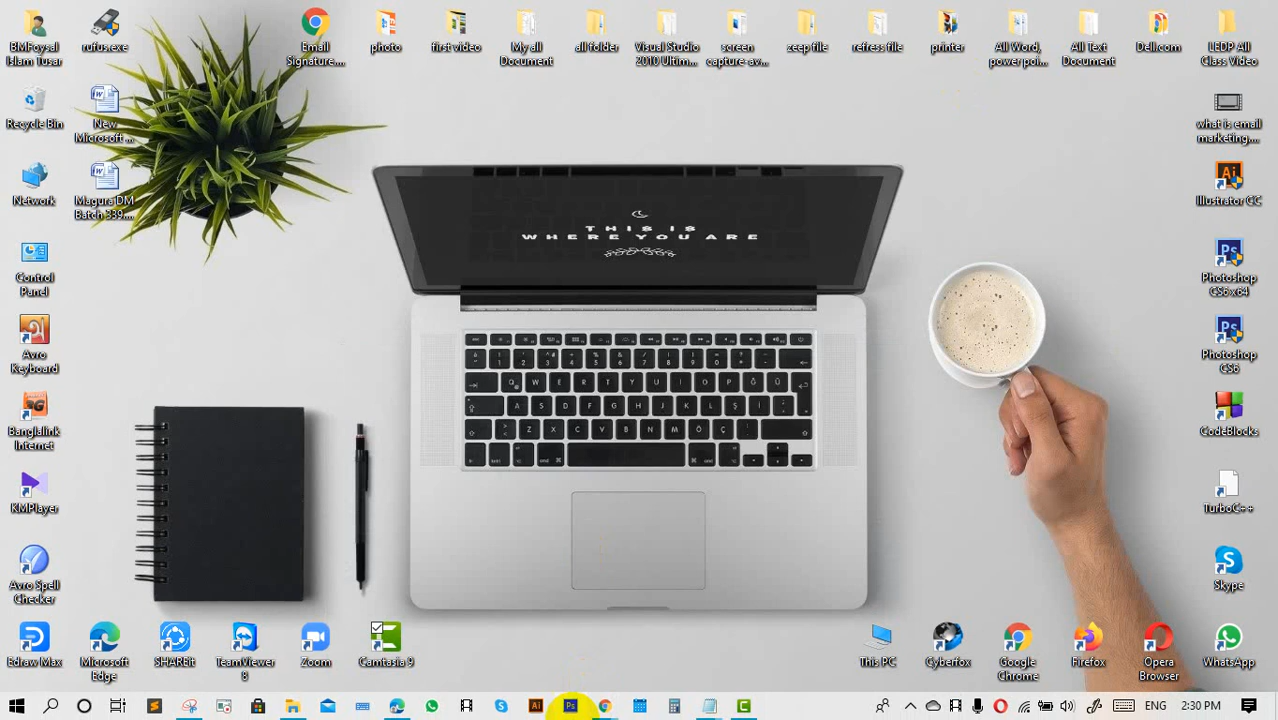 BMFoysal
Islam Tusar
rufus.exe
Email
Signature....
photo
first video
My all
Document
all folder
Visual Studio
2010 Ultim...
screen
capture-av...
zeep file
refress file
printer
All Word,
powerpoi...
All Text
Document
Dell.com
LEDP All
Class Video
Recycle Bin
New
Microsoft ...
what is email
marketing....
Network
Magura DM
Batch 339...
Illustrator CC
THIS IS
WHERE YOU ARE
Control
Panel
Photoshop
CS6 x64
Avro
Keyboard
Photoshop
CS6
Banglalink
Internet
CodeBlocks
KMPlayer
TurboC++
Avro Spell
Checker
Skype
Edraw Max
Microsoft
Edge
SHAREit
TeamViewer
8
Zoom
Camtasia 9
This PC
Cyberfox
Google
Chrome
Firefox
Opera
Browser
WhatsApp
ENG
2:30 PM